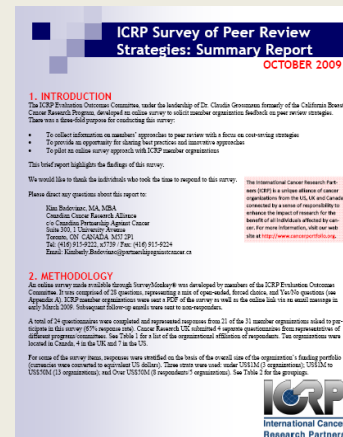 ICRP Survey of Peer Review
Strategies: Summary Report
OCTOBER 2009
1. INTRODUCTION
The ICRP Evaluation Outcomes Committee, under the leadership of Dr. Claudia Grossmann formerly of the California Breast
Cancer Research Program, developed an online survey to solicit member organization feedback on peer review strategies.
There was a three-fold purpose for conducting this survey:
• To collect information on members' approaches to peer review with a focus on cost-saving strategies
• To provide an opportunity for sharing best practices and innovative approaches
• To pilot an online survey approach with ICRP member organizations
This brief report highlights the findings of this survey.
We would like to thank the individuals who took the time to respond to this survey.
Please direct any questions about this report to:
Kim Badovinac, MA, MBA
Canadian Cancer Research Alliance
c/o Canadian Partnership Against Cancer
Suite 300, 1 University Avenue
Toronto, ON CANADA M5J 2P1
Tel: (416) 915-9222, x5739 / Fax: (416) 915-9224
Email: Kimberly.Badovinac@partnershipagainstcancer.ca
The International Cancer Research Part-
ners (ICRP) is a unique alliance of cancer
organizations from the US, UK and Canada
connected by a sense of responsibility to
enhance the impact of research for the
benefit of all individuals affected by can-
cer. For more information, visit our web
site at http://www.cancerportfolio.org.
2. METHODOLOGY
An online survey made available through SurveyMonkey® was developed by members of the ICRP Evaluation Outcomes
Committee. It was comprised of 28 questions, representing a mix of open-ended, forced choice, and Yes/No questions (see
Appendix A). ICRP member organizations were sent a PDF of the survey as well as the online link via an email message in
early March 2009. Subsequent follow-up emails were sent to non-responders.
A total of 24 questionnaires were completed and represented responses from 21 of the 31 member organizations asked to par-
ticipate in this survey (65% response rate). Cancer Research UK submitted 4 separate questionnaires from representatives of
different programs/committees. See Table 1 for a list of the organizational affiliation of respondents. Ten organizations were
located in Canada, 4 in the UK and 7 in the US.
For some of the survey items, responses were stratified on the basis of the overall size of the organization's funding portfolio
(currencies were converted to equivalent US dollars). Three strata were used: under US$1M (3 organizations); US$1M to
US$50M (13 organizations); and Over US$50M (8 respondents/5 organizations). See Table 2 for the groupings.
ICRP
International Cancer
Research Partners